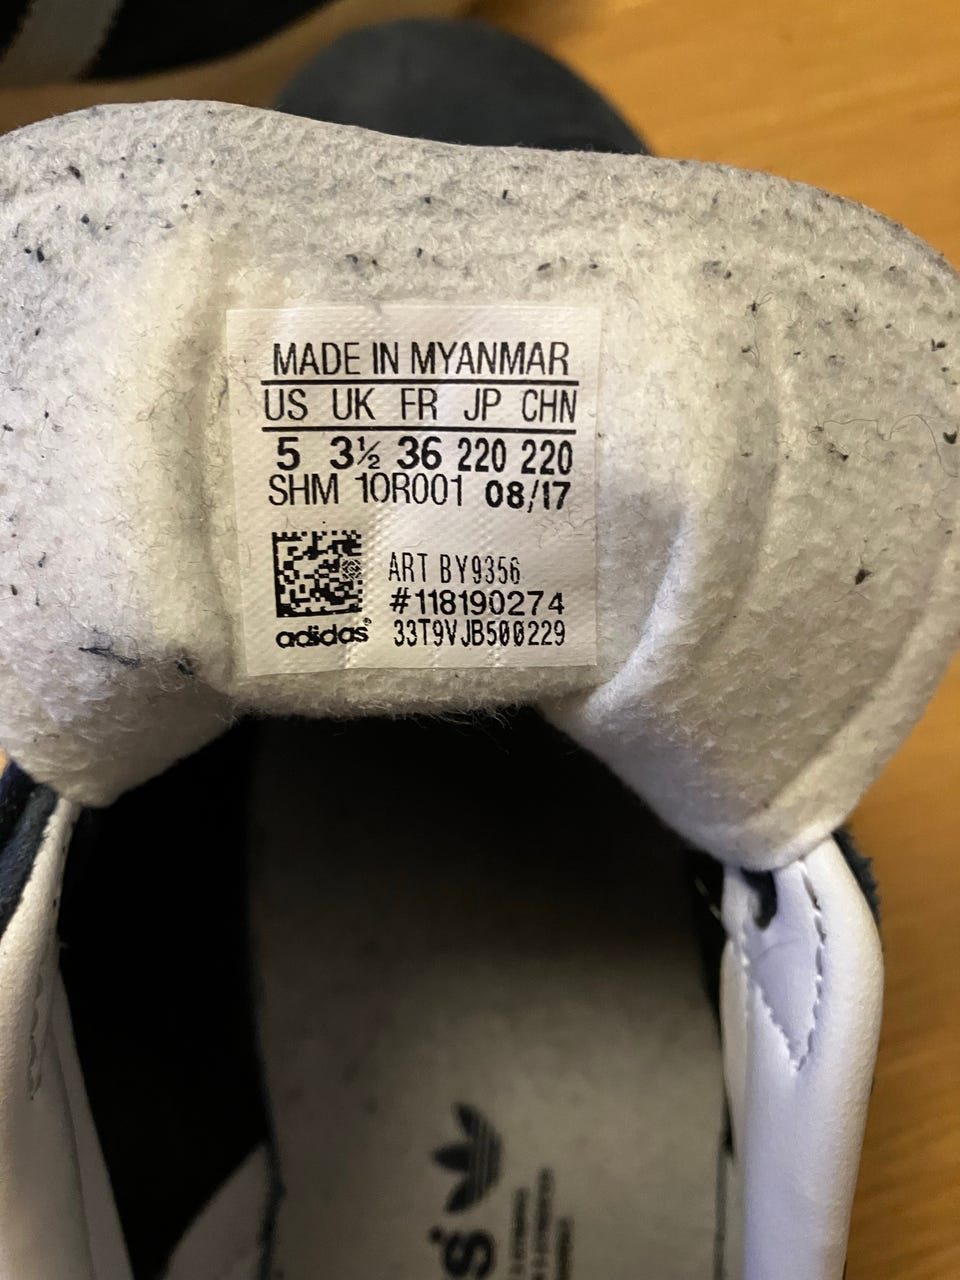 MADE IN MYANMAR
US UK FR JP CHN
5 3½ 36 220 220
SHM 10R001 08/17
ART BY9356
#118190274
adidas® 33T9VJB500229